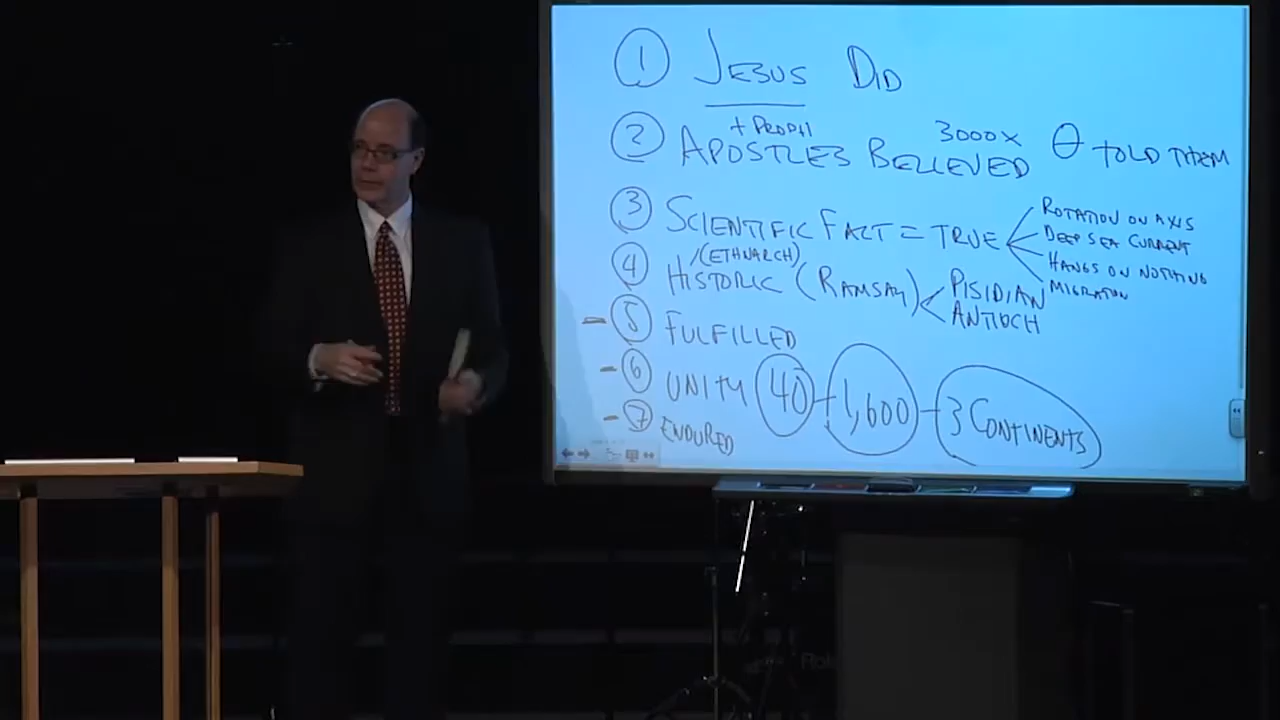 1 JESUS DID
+ PROPH 3000X
2 APOSTLES BELIEVED θ TOLD THEM
3 SCIENTIFIC FACT = TRUE
ROTATION ON AXIS
DEEP SEA CURRENT
HANGS ON NOTHING
MIGRATION
/(ETHNARCH)
4 HISTORIC (RAMSAY)
PISIDIAN
ANTIOCH
- 5 FULFILLED
- 6 UNITY 40 - 1,600 - 3 CONTINENTS
- 7 ENDURED